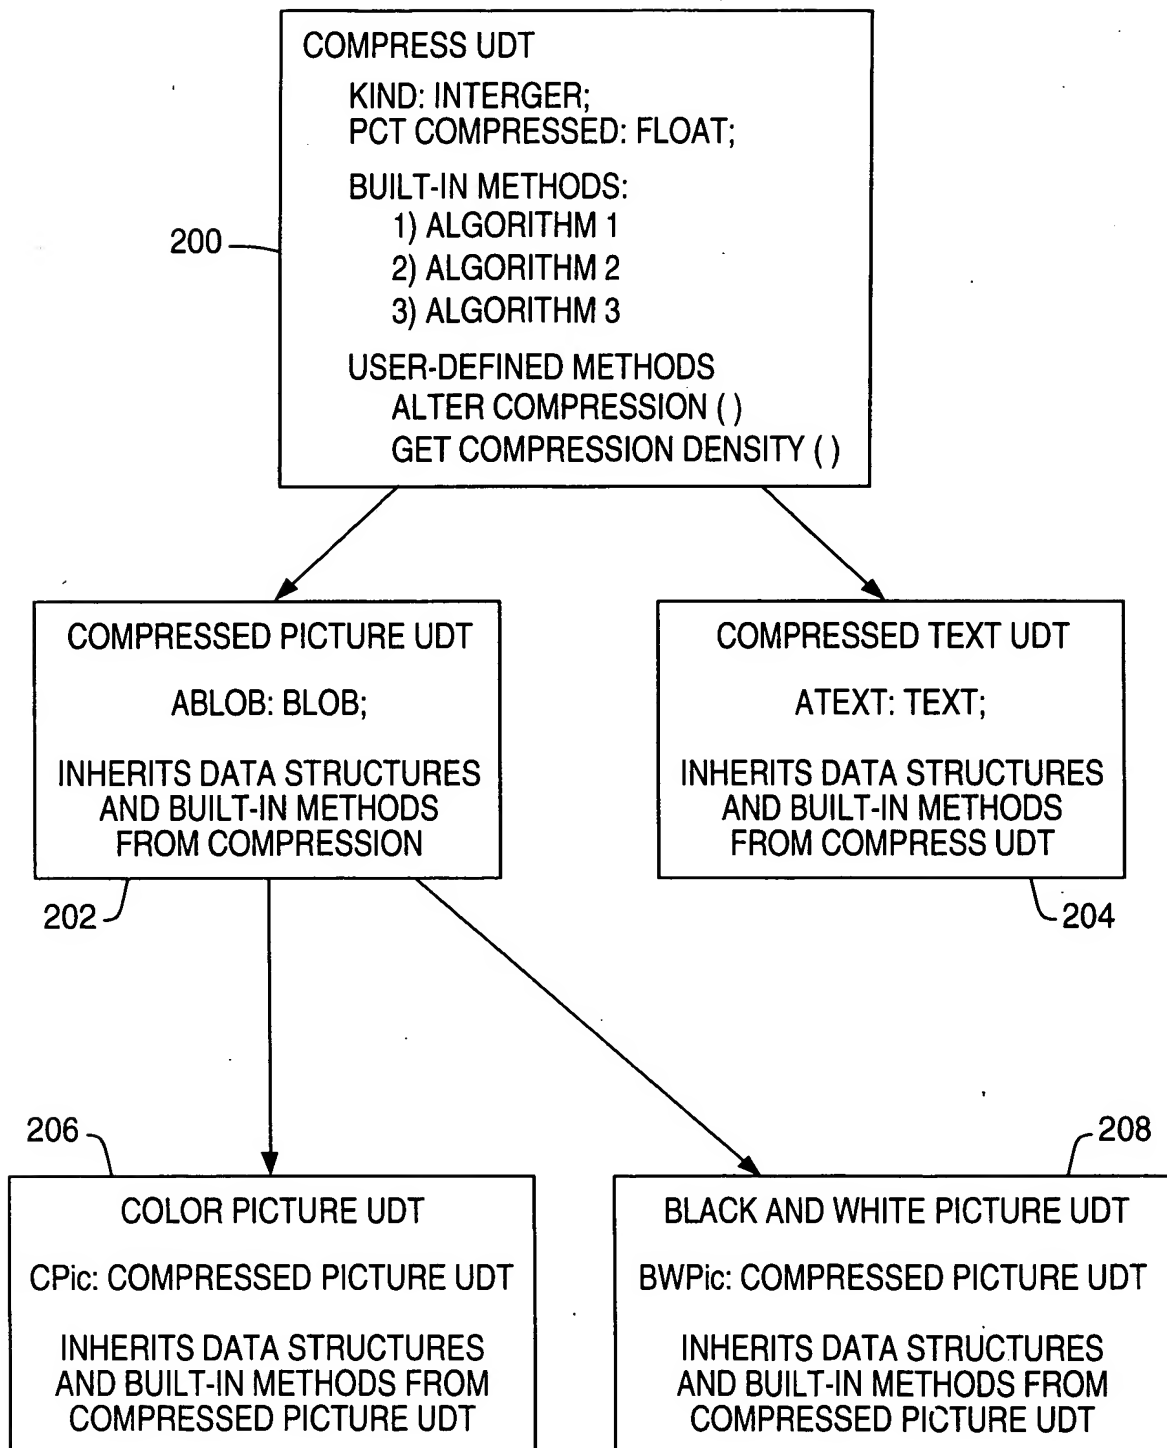 COMPRESS UDT
KIND: INTERGER;
PCT COMPRESSED: FLOAT;
BUILT-IN METHODS:
1) ALGORITHM 1
2) ALGORITHM 2
3) ALGORITHM 3
USER-DEFINED METHODS
ALTER COMPRESSION ( )
GET COMPRESSION DENSITY ( )
200
COMPRESSED PICTURE UDT
ABLOB: BLOB;
INHERITS DATA STRUCTURES
AND BUILT-IN METHODS
FROM COMPRESSION
202
COMPRESSED TEXT UDT
ATEXT: TEXT;
INHERITS DATA STRUCTURES
AND BUILT-IN METHODS
FROM COMPRESS UDT
204
206
COLOR PICTURE UDT
CPic: COMPRESSED PICTURE UDT
INHERITS DATA STRUCTURES
AND BUILT-IN METHODS FROM
COMPRESSED PICTURE UDT
208
BLACK AND WHITE PICTURE UDT
BWPic: COMPRESSED PICTURE UDT
INHERITS DATA STRUCTURES
AND BUILT-IN METHODS FROM
COMPRESSED PICTURE UDT